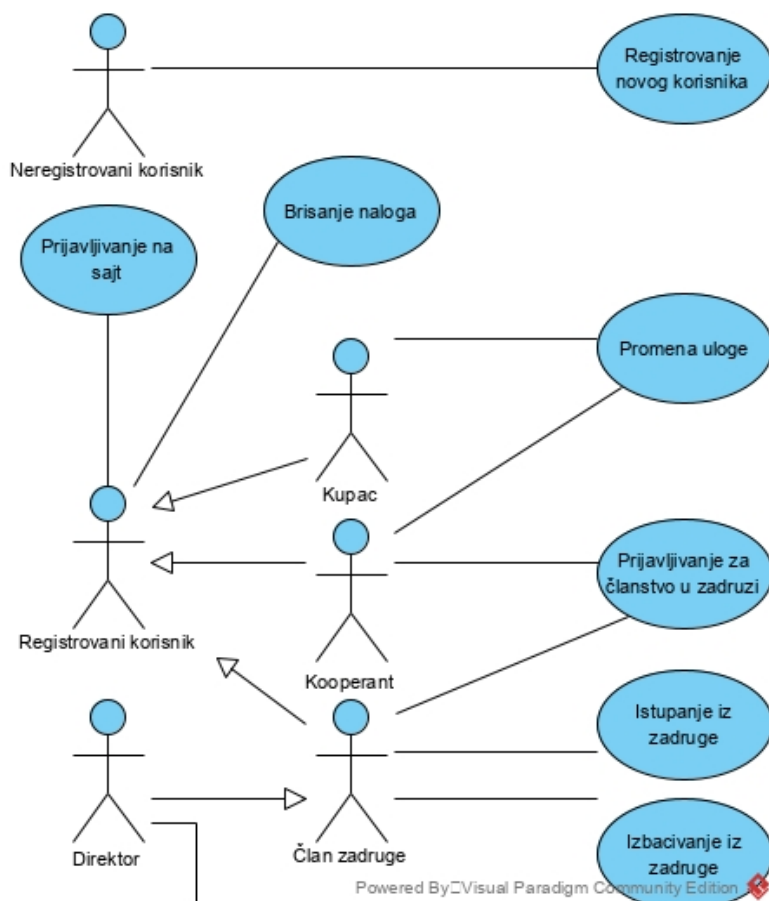 Registrovanje
novog korisnika
Neregistrovani korisnik
Brisanje naloga
Prijavljivanje na
sajt
Promena uloge
Kupac
Prijavljivanje za
članstvo u zadruzi
Registrovani korisnik
Kooperant
Istupanje iz
zadruge
Izbacivanje iz
zadruge
Direktor
Član zadruge
Powered By□Visual Paradigm Community Edition